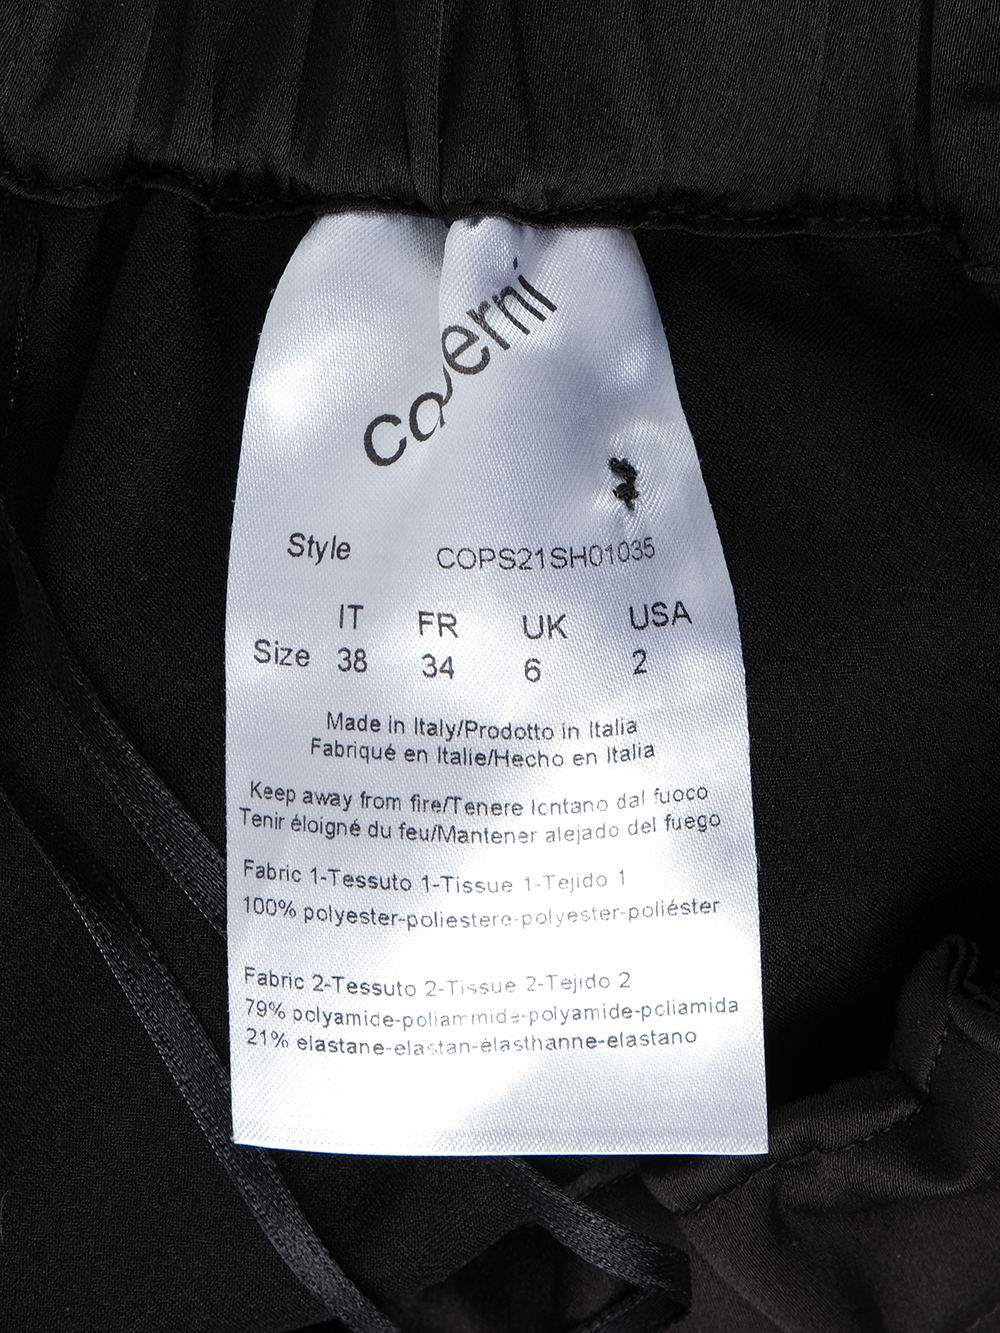 coperni
Style COPS21SH01035
IT FR UK USA
Size 38 34 6 2
Made in Italy/Prodotto in Italia
Fabriqué en Italie/Hecho en Italia
Keep away from fire/Tenere lontano dal fuoco
Tenir éloigné du feu/Mantener alejado del fuego
Fabric 1-Tessuto 1-Tissue 1-Tejido 1
100% polyester-poliestere-polyester-poliéster
Fabric 2-Tessuto 2-Tissue 2-Tejido 2
79% polyamide-poliammide-polyamide-poliamida
21% elastane-elastan-élasthanne-elastano